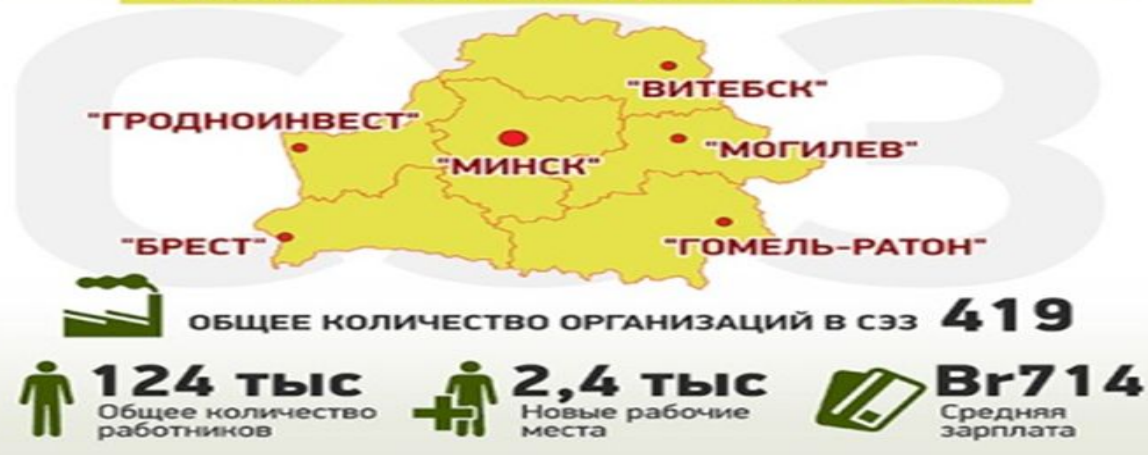 СЭЗ
"ВИТЕБСК"
"ГРОДНОИНВЕСТ"
"МОГИЛЕВ"
"МИНСК"
"БРЕСТ"
"ГОМЕЛЬ-РАТОН"
ОБЩЕЕ КОЛИЧЕСТВО ОРГАНИЗАЦИЙ В СЭЗ 419
124 тыс
Общее количество
работников
2,4 тыс
Новые рабочие
места
Br714
Средняя
зарплата